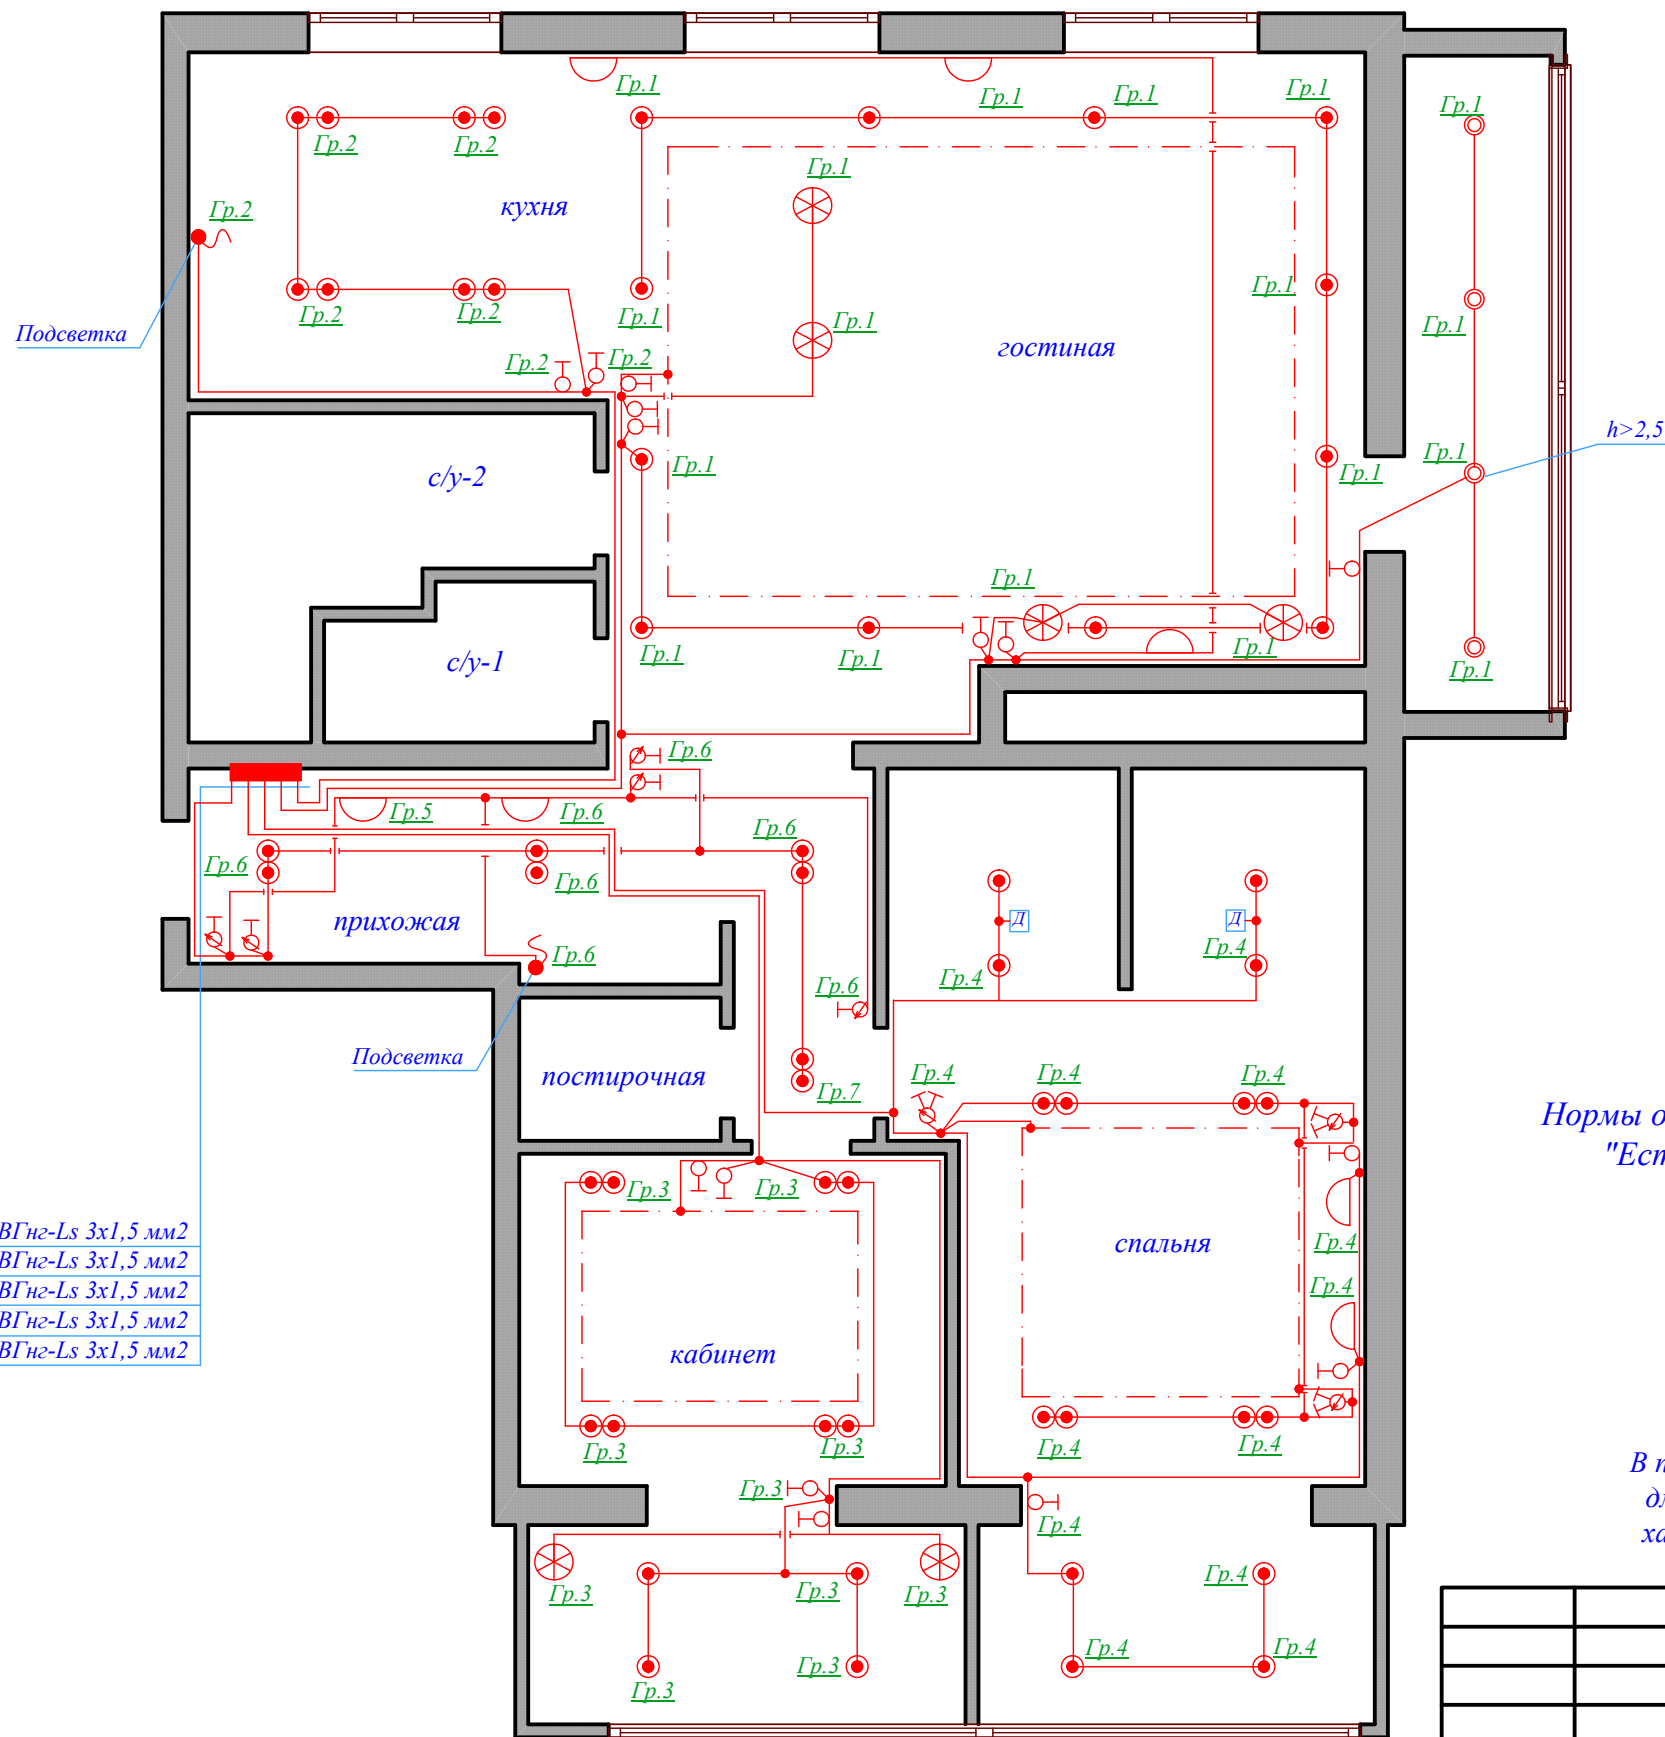 Гр.1
Гр.1
Гр.1
Гр.1
Гр.1
Гр.2
Гр.2
Гр.1
Гр.2
кухня
Подсветка
Гр.2
Гр.2
Гр.1
Гр.1
Гр.1
Гр.1
гостиная
Гр.2
Гр.2
h>2,5
Гр.1
Гр.1
Гр.1
с/у-2
Гр.1
с/у-1
Гр.1
Гр.1
Гр.1
Гр.1
Гр.6
Гр.5
Гр.6
Гр.6
Гр.6
Гр.6
прихожая
Д
Д
Гр.6
Гр.4
Гр.4
Гр.6
Подсветка
постирочная
Гр.7
Гр.4
Гр.4
Гр.4
Нормы о
"Ест
Гр.3
Гр.3
ВГнг-Ls 3х1,5 мм2
ВГнг-Ls 3х1,5 мм2
ВГнг-Ls 3х1,5 мм2
ВГнг-Ls 3х1,5 мм2
ВГнг-Ls 3х1,5 мм2
спальня
Гр.4
Гр.4
кабинет
Гр.3
Гр.3
Гр.4
Гр.4
В п
ха
Гр.3
Гр.4
Гр.3
Гр.3
Гр.3
Гр.4
Гр.3
Гр.3
Гр.4
Гр.4